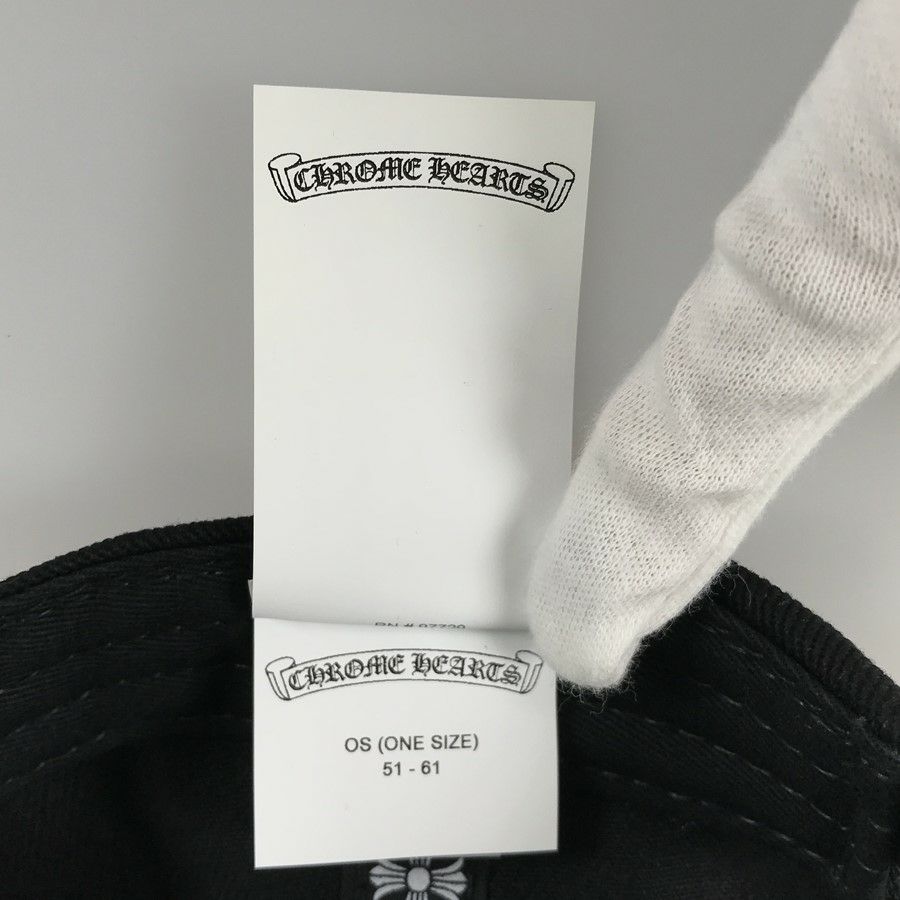 CHROME HEARTS
CHROME HEARTS
OS (ONE SIZE)
51 - 61